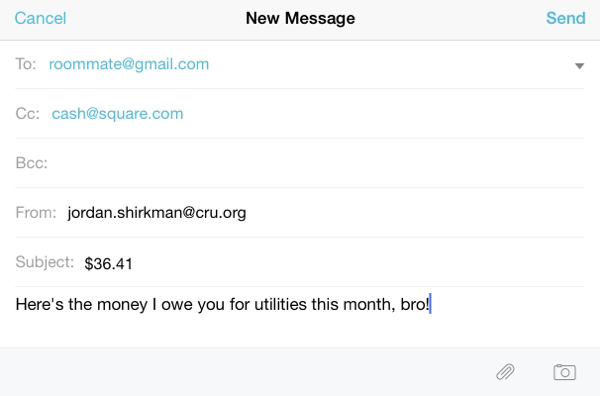 Cancel New Message Send
To: roommate@gmail.com
Cc: cash@square.com
Bcc:
From: jordan.shirkman@cru.org
Subject: $36.41
Here's the money I owe you for utilities this month, bro!